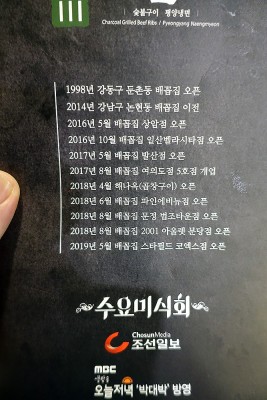 숯불구이 | 평양냉면
Charcoal Grilled Beef Ribs / Pyeongyang Naengmyeon
1998년 강동구 둔촌동 배꼽집 오픈
2014년 강남구 논현동 배꼽집 이전
2016년 5월 배꼽집 상암점 오픈
2016년 10월 배꼽집 일산벨라시타점 오픈
2017년 5월 배꼽집 발산점 오픈
2017년 8월 배꼽집 여의도점 5호점 개업
2018년 4월 해나옥(곰장구이) 오픈
2018년 6월 배꼽집 파인에비뉴점 오픈
2018년 8월 배꼽집 문정 법조타운점 오픈
2018년 8월 배꼽집 2001 아울렛 분당점 오픈
2019년 5월 배꼽집 스타필드 코엑스점 오픈
수요미식회
ChosunMedia
조선일보
MBC
생방송
오늘저녁 '박대박' 방영